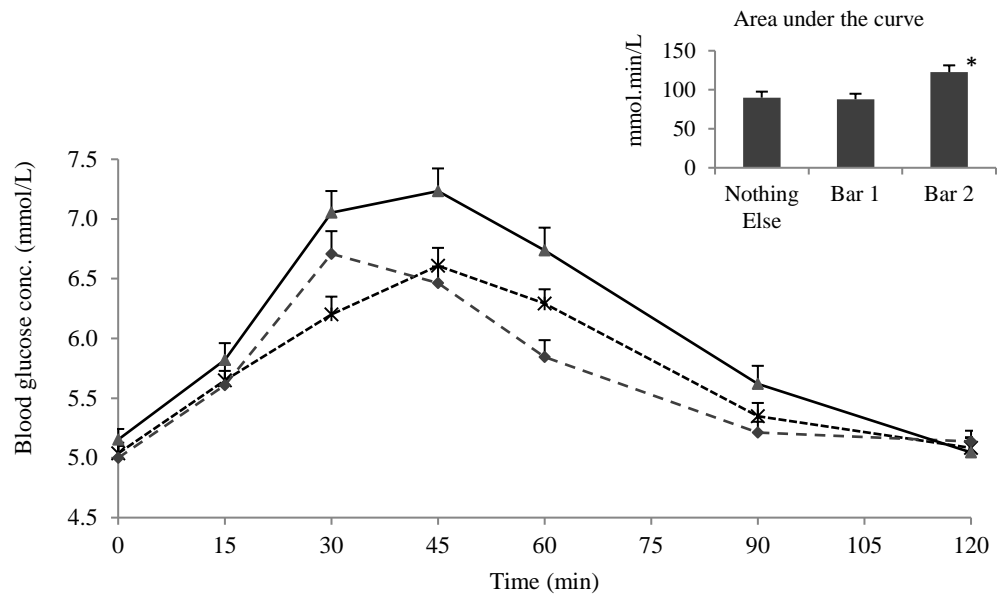 Area under the curve
mmol.min/L
150
100
50
0
*
Nothing Else
Bar 1
Bar 2
Blood glucose conc. (mmol/L)
7.5
7.0
6.5
6.0
5.5
5.0
4.5
0 15 30 45 60 75 90 105 120
Time (min)